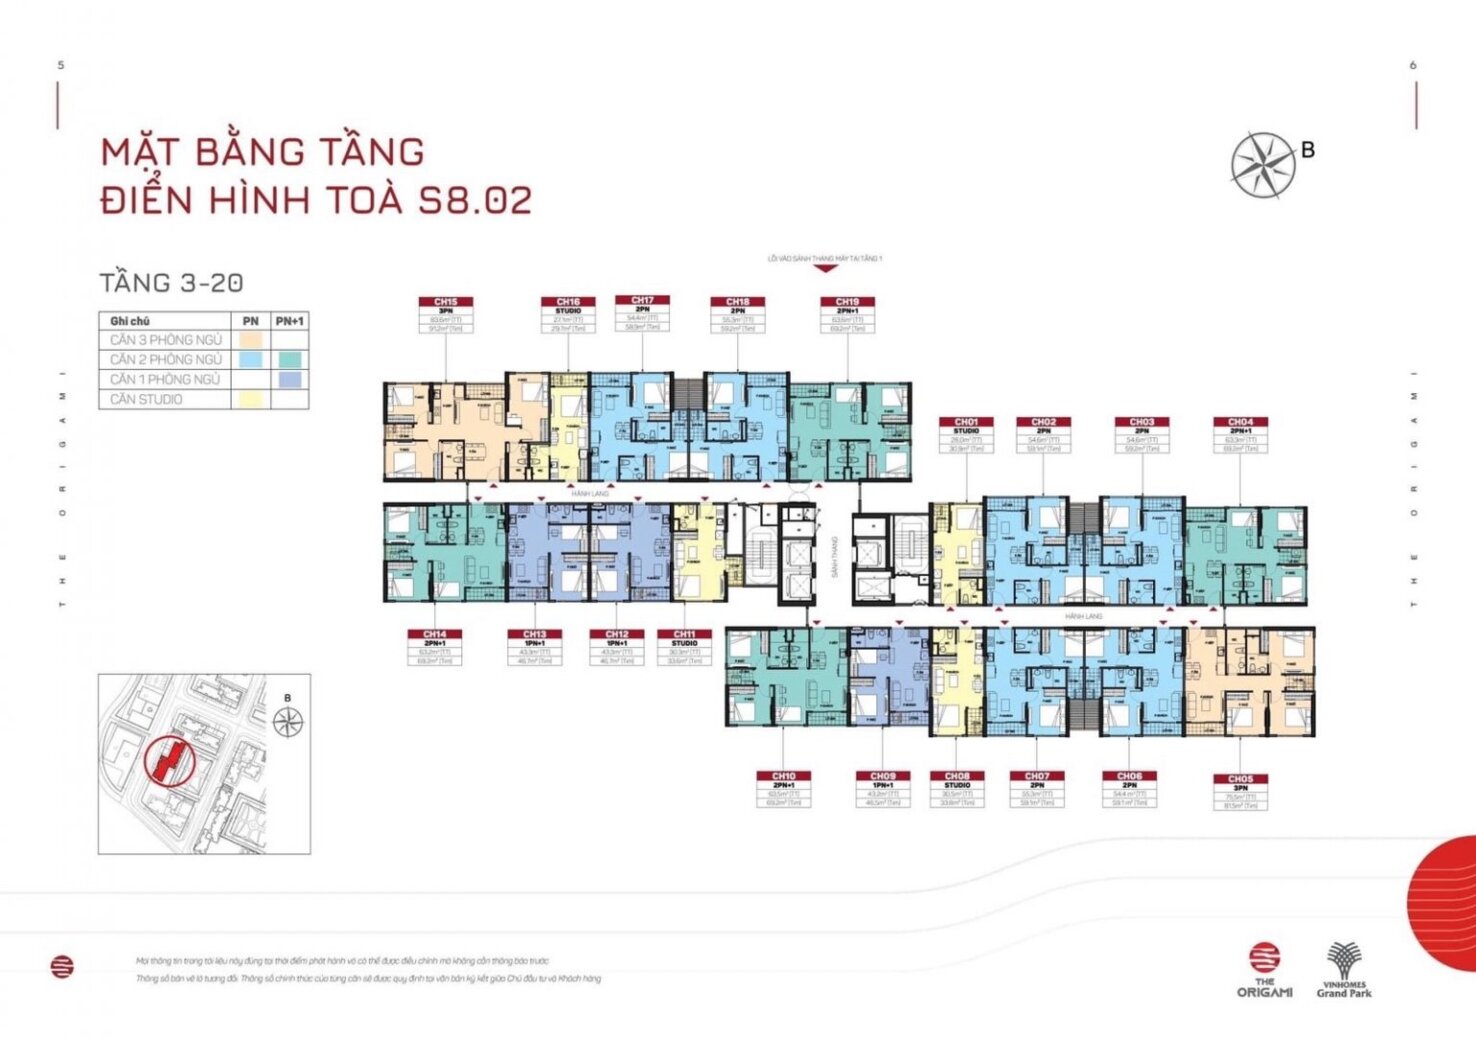 5
6
MẶT BẰNG TẦNG
ĐIỂN HÌNH TOÀ S8.02
B
TẦNG 3-20
Ghi chú PN PN+1
CĂN 3 PHÒNG NGỦ
CĂN 2 PHÒNG NGỦ
CĂN 1 PHÒNG NGỦ
CĂN STUDIO
LỐI VÀO SẢNH THANG MÁY TẠI TẦNG 1
CH15
3PN
83.6m² (TT)
91.2m² (Tim)
CH16
STUDIO
27.1m² (TT)
29.7m² (Tim)
CH17
2PN
54.4m² (TT)
58.9m² (Tim)
CH18
2PN
55.3m² (TT)
59.2m² (Tim)
CH19
2PN+1
63.6m² (TT)
69.2m² (Tim)
CH01
STUDIO
28.0m² (TT)
30.9m² (Tim)
CH02
2PN
54.6m² (TT)
59.1m² (Tim)
CH03
2PN
54.6m² (TT)
59.2m² (Tim)
CH04
2PN+1
63.3m² (TT)
69.2m² (Tim)
HÀNH LANG
SẢNH THANG
HÀNH LANG
CH14
2PN+1
63.2m² (TT)
69.2m² (Tim)
CH13
1PN+1
43.3m² (TT)
46.7m² (Tim)
CH12
1PN+1
43.3m² (TT)
46.7m² (Tim)
CH11
STUDIO
30.3m² (TT)
33.6m² (Tim)
CH10
2PN+1
63.5m² (TT)
69.2m² (Tim)
CH09
1PN+1
43.2m² (TT)
46.5m² (Tim)
CH08
STUDIO
30.5m² (TT)
33.8m² (Tim)
CH07
2PN
55.3m² (TT)
59.1m² (Tim)
CH06
2PN
54.4 m² (TT)
59.1 m² (Tim)
CH05
3PN
75.5m² (TT)
81.5m² (Tim)
THE ORIGAMI
THE ORIGAMI
B
Mọi thông tin trong tài liệu này đúng tại thời điểm phát hành và có thể được điều chỉnh mà không cần thông báo trước
Thông số bản vẽ là tương đối. Thông số chính thức của từng căn sẽ được quy định tại văn bản ký kết giữa Chủ đầu tư và Khách hàng
THE
ORIGAMI
VINHOMES
Grand Park